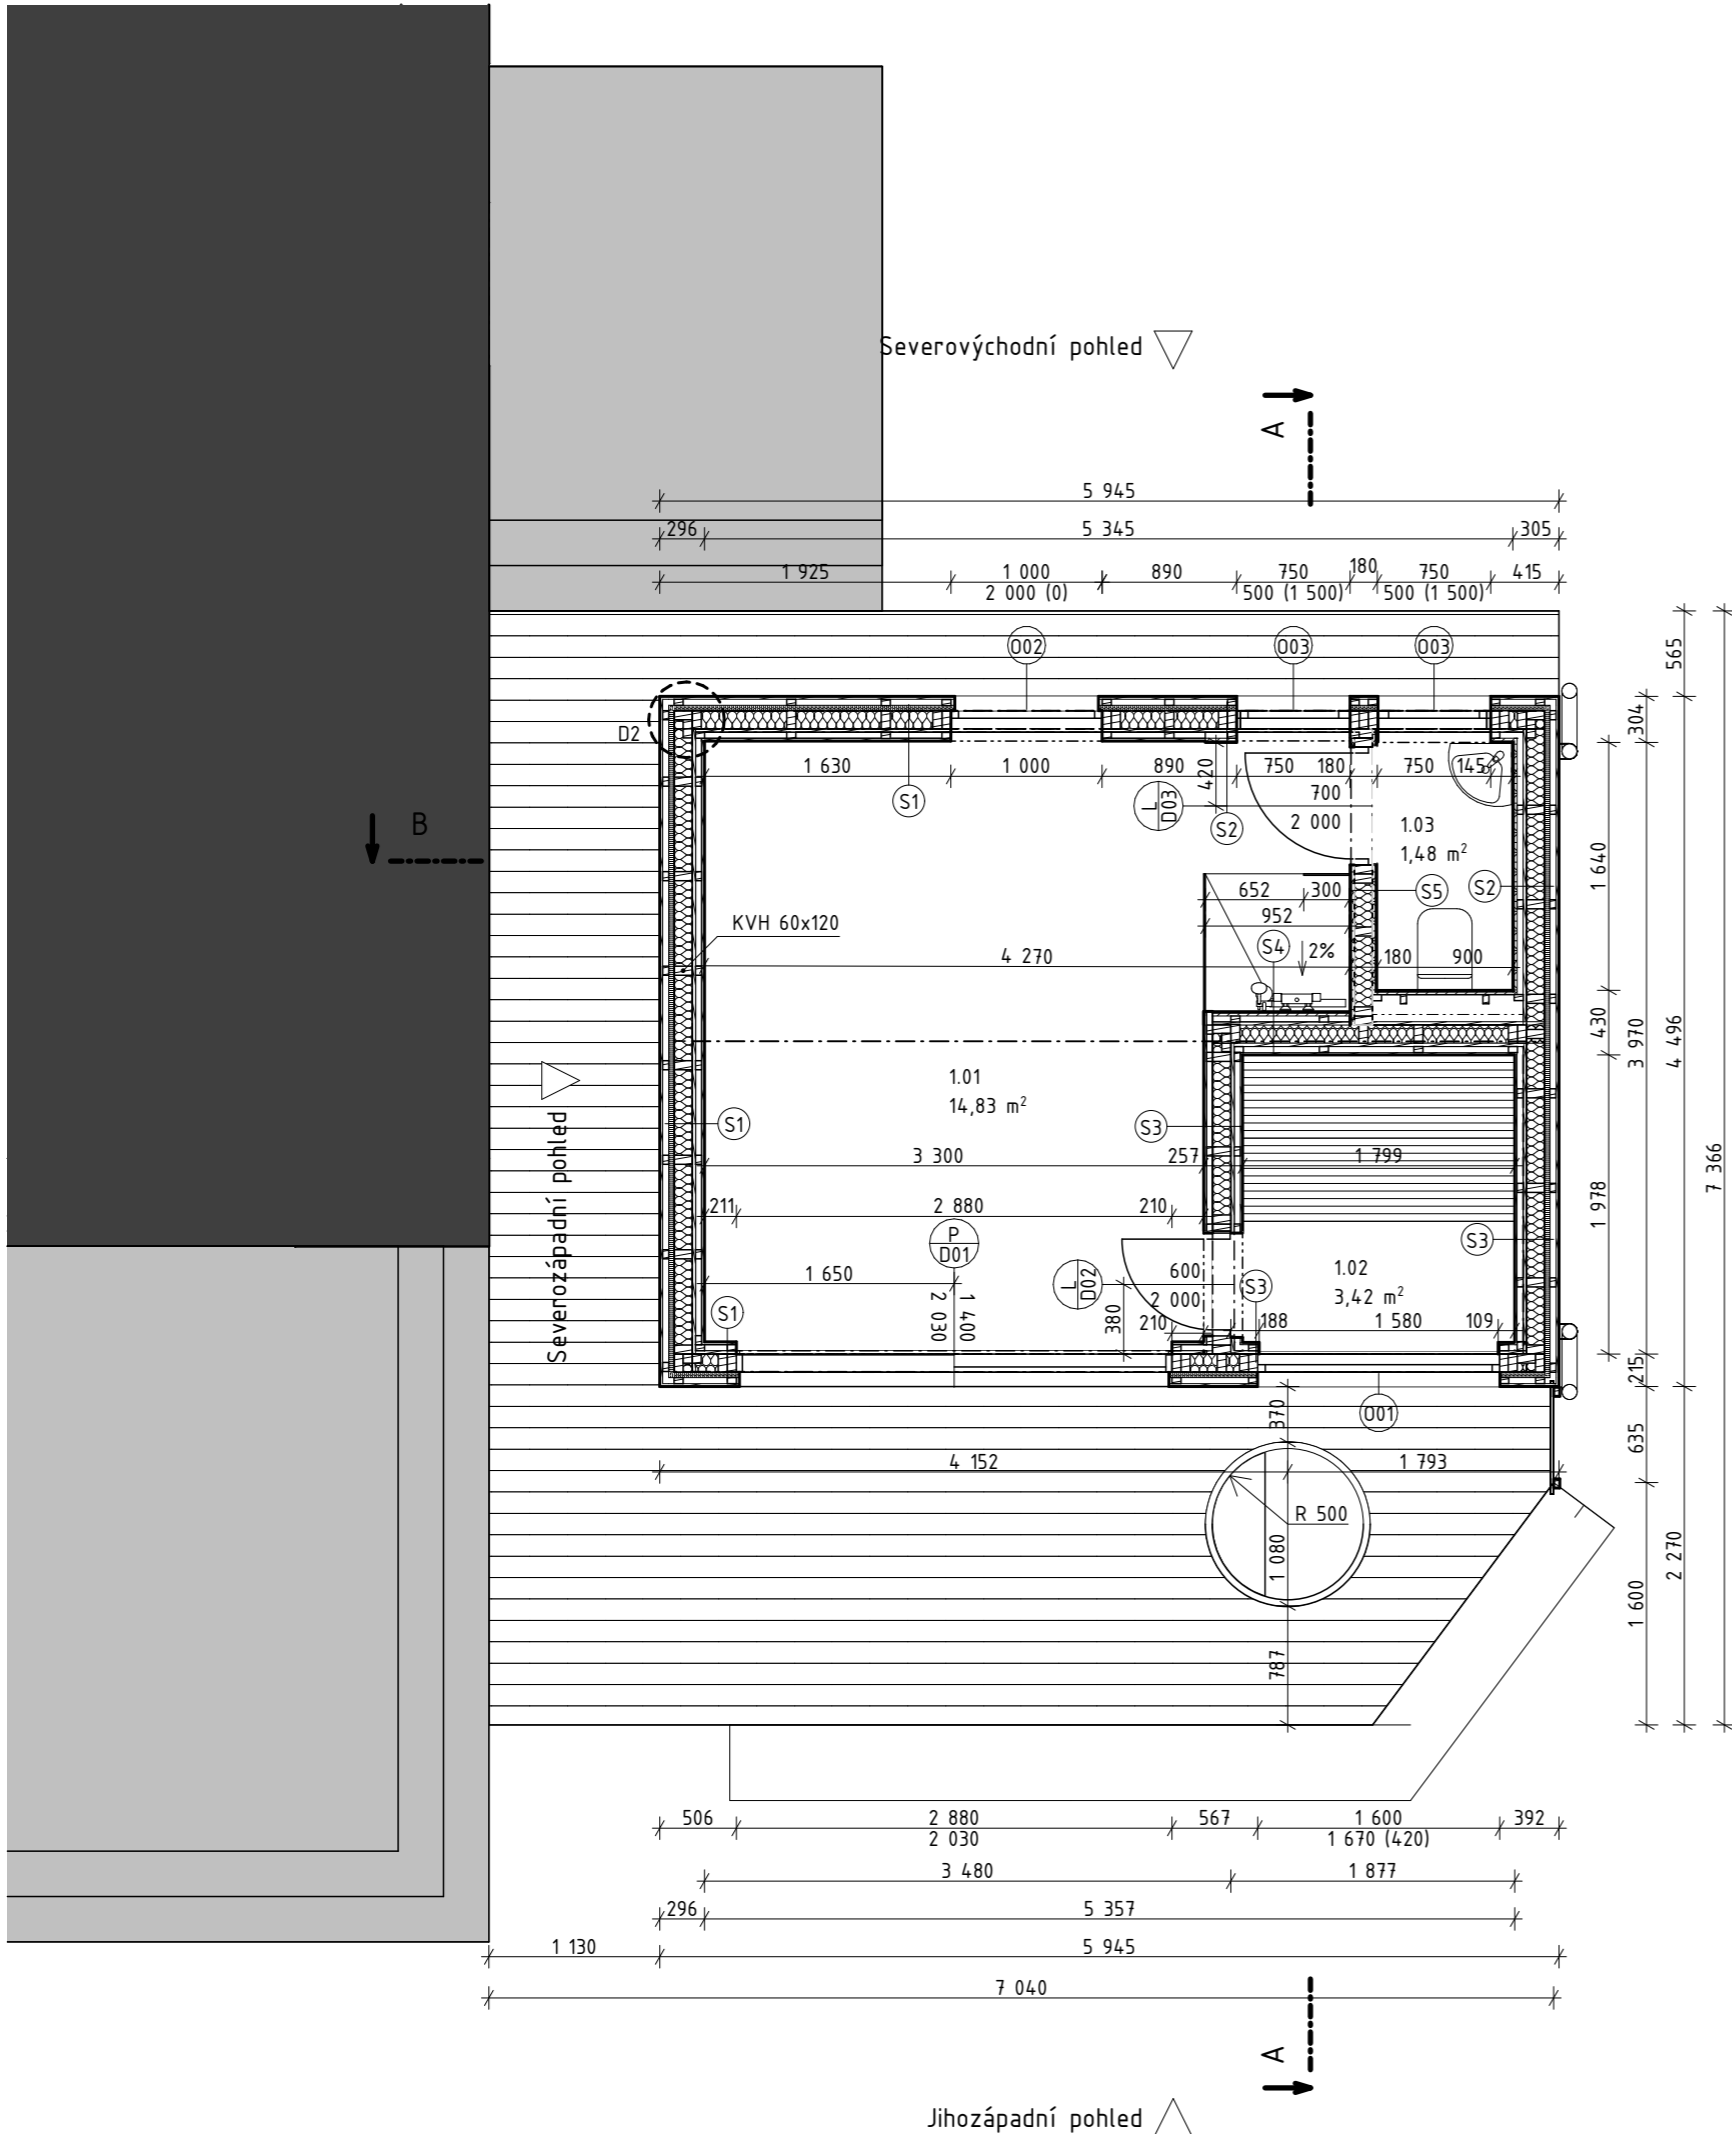 Severovýchodní pohled
A
5 945
296
5 345
305
1 925
1 000
2 000 (0)
890
750
500 (1 500)
180
750
500 (1 500)
415
O02
O03
O03
D2
565
304
1 630
1 000
890
750
180
750
145
420
S1
L
D03
S2
700
2 000
1.03
1,48 m²
B
652
300
S5
S2
952
KVH 60x120
S4
2%
4 270
180
900
1 640
430
3 970
4 496
7 366
1.01
14,83 m²
S1
S3
3 300
257
1 799
Severozápadní pohled
211
2 880
210
P
D01
S3
1 978
1 650
L
D02
600
2 000
S3
1.02
3,42 m²
S1
1 400
2 030
380
210
188
1 580
109
215
370
O01
635
4 152
1 793
R 500
1 080
2 270
1 600
787
506
2 880
2 030
567
1 600
1 670 (420)
392
3 480
1 877
296
5 357
1 130
5 945
7 040
A
Jihozápadní pohled